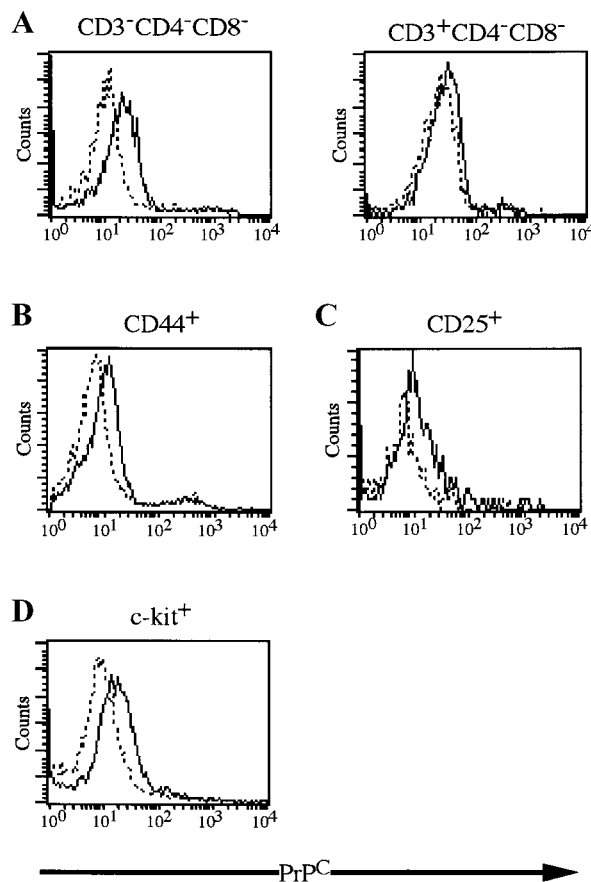 A
CD3⁻CD4⁻CD8⁻
CD3⁺CD4⁻CD8⁻
Counts
10⁰ 10¹ 10² 10³ 10⁴
Counts
10⁰ 10¹ 10² 10³ 10⁴
B
CD44⁺
C
CD25⁺
Counts
10⁰ 10¹ 10² 10³ 10⁴
Counts
10⁰ 10¹ 10² 10³ 10⁴
D
c-kit⁺
Counts
10⁰ 10¹ 10² 10³ 10⁴
PrPᶜ